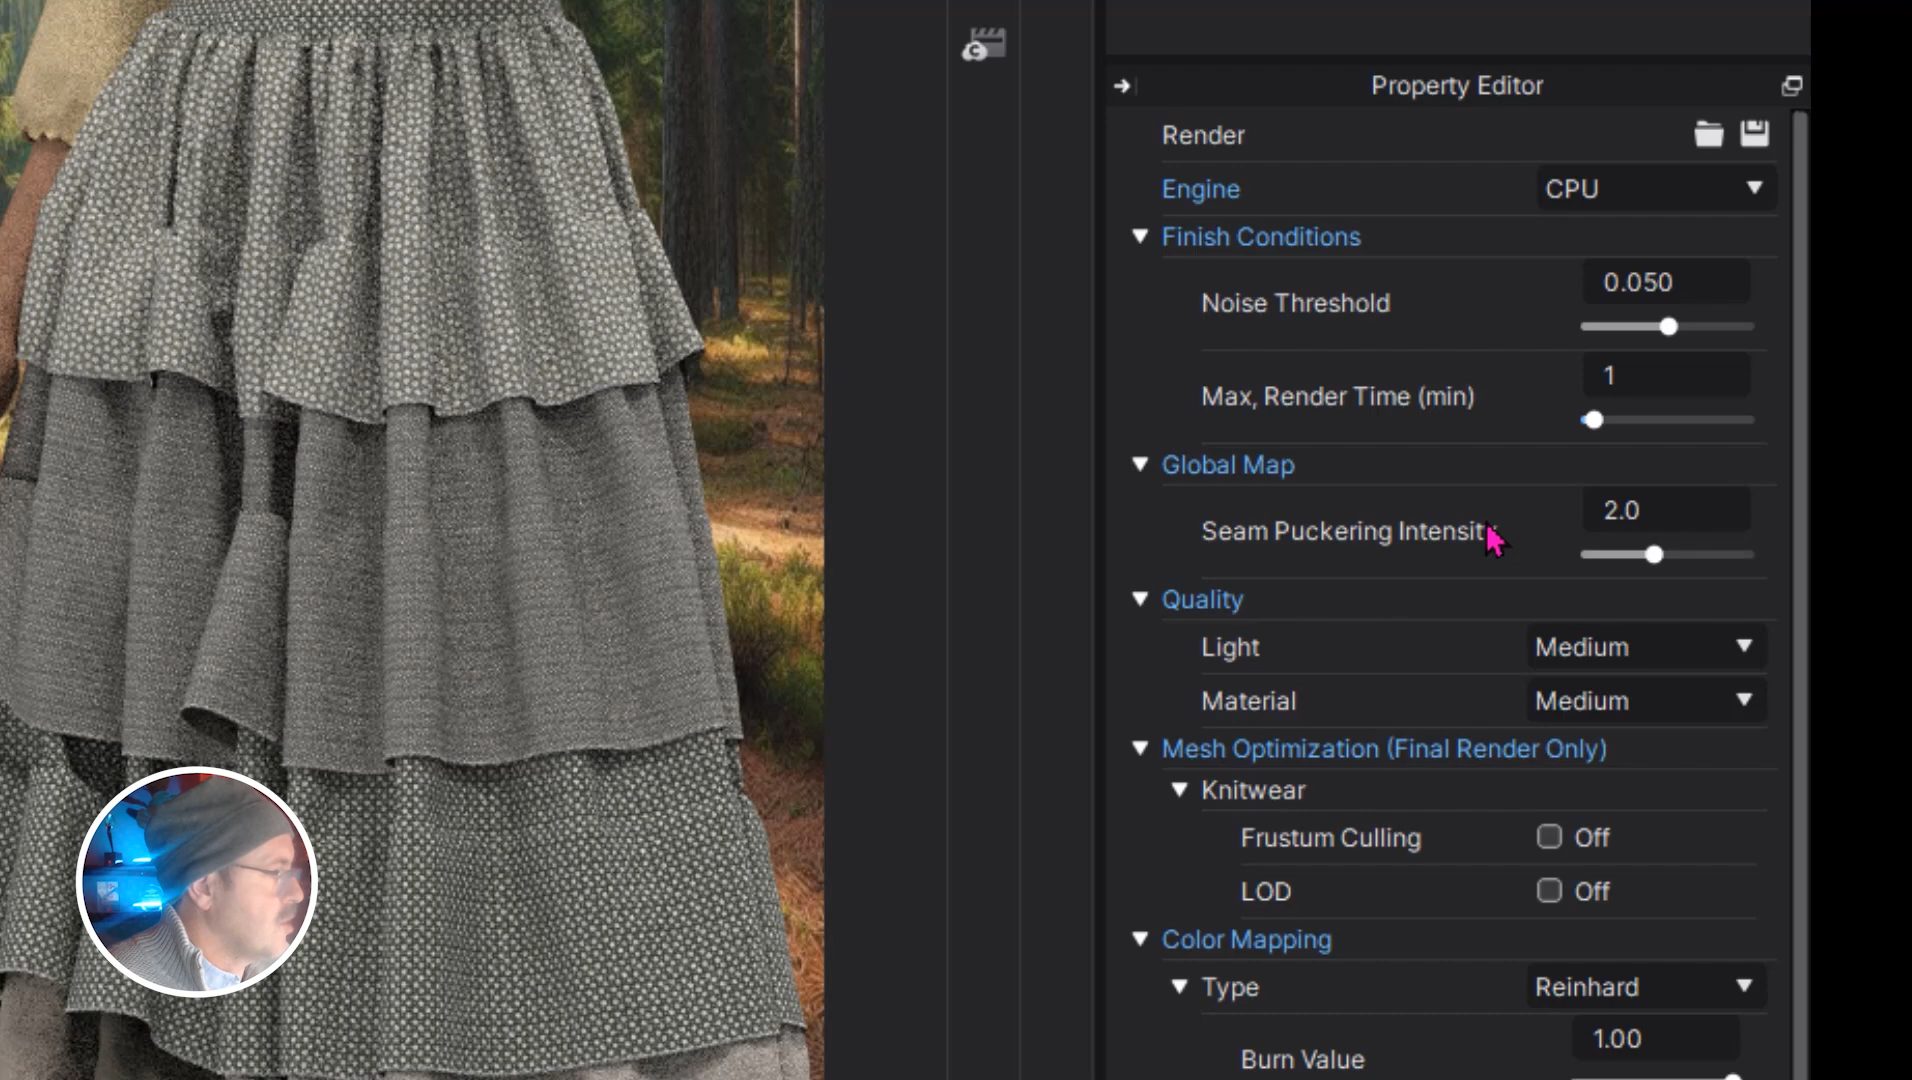 Property Editor
Render
Engine CPU
Finish Conditions
Noise Threshold 0.050
Max, Render Time (min) 1
Global Map
Seam Puckering Intensity 2.0
Quality
Light Medium
Material Medium
Mesh Optimization (Final Render Only)
Knitwear
Frustum Culling Off
LOD Off
Color Mapping
Type Reinhard
Burn Value 1.00